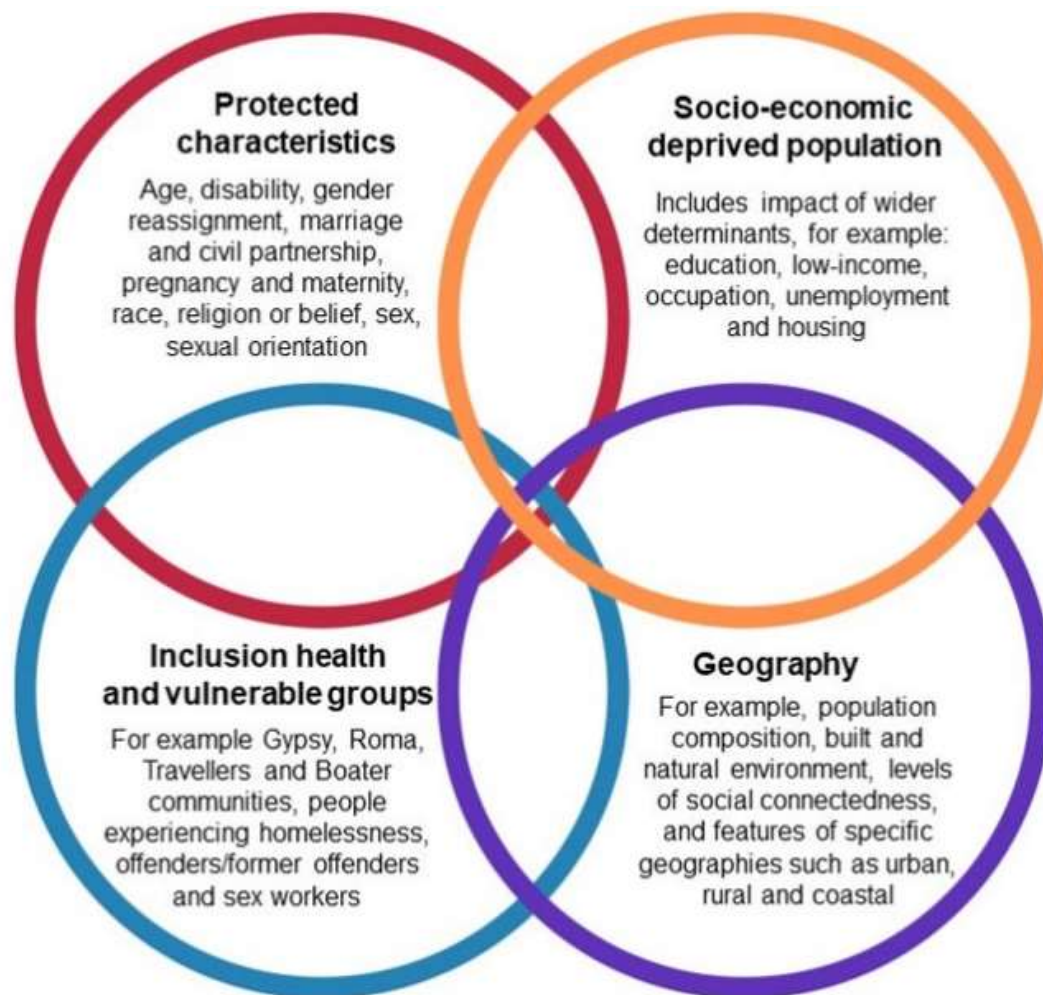 Protected
characteristics
Age, disability, gender
reassignment, marriage
and civil partnership,
pregnancy and maternity,
race, religion or belief, sex,
sexual orientation
Socio-economic
deprived population
Includes impact of wider
determinants, for example:
education, low-income,
occupation, unemployment
and housing
Inclusion health
and vulnerable groups
For example Gypsy, Roma,
Travellers and Boater
communities, people
experiencing homelessness,
offenders/former offenders
and sex workers
Geography
For example, population
composition, built and
natural environment, levels
of social connectedness,
and features of specific
geographies such as urban,
rural and coastal